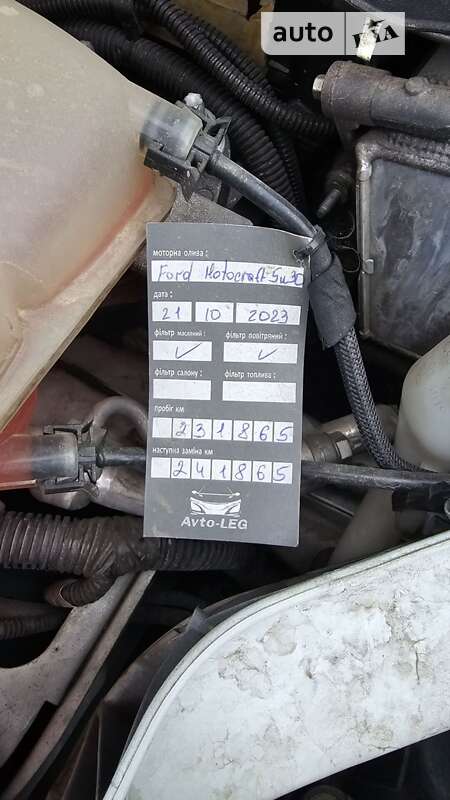 auto RIA
моторна олива:
Ford Motocraft 5w30
дата:
21 10 2023
фільтр масляний: фільтр повітряний:
✓ ✓
фільтр салону: фільтр топлива:
пробіг км
231865
наступна заміна км
241865
Avto-LEG